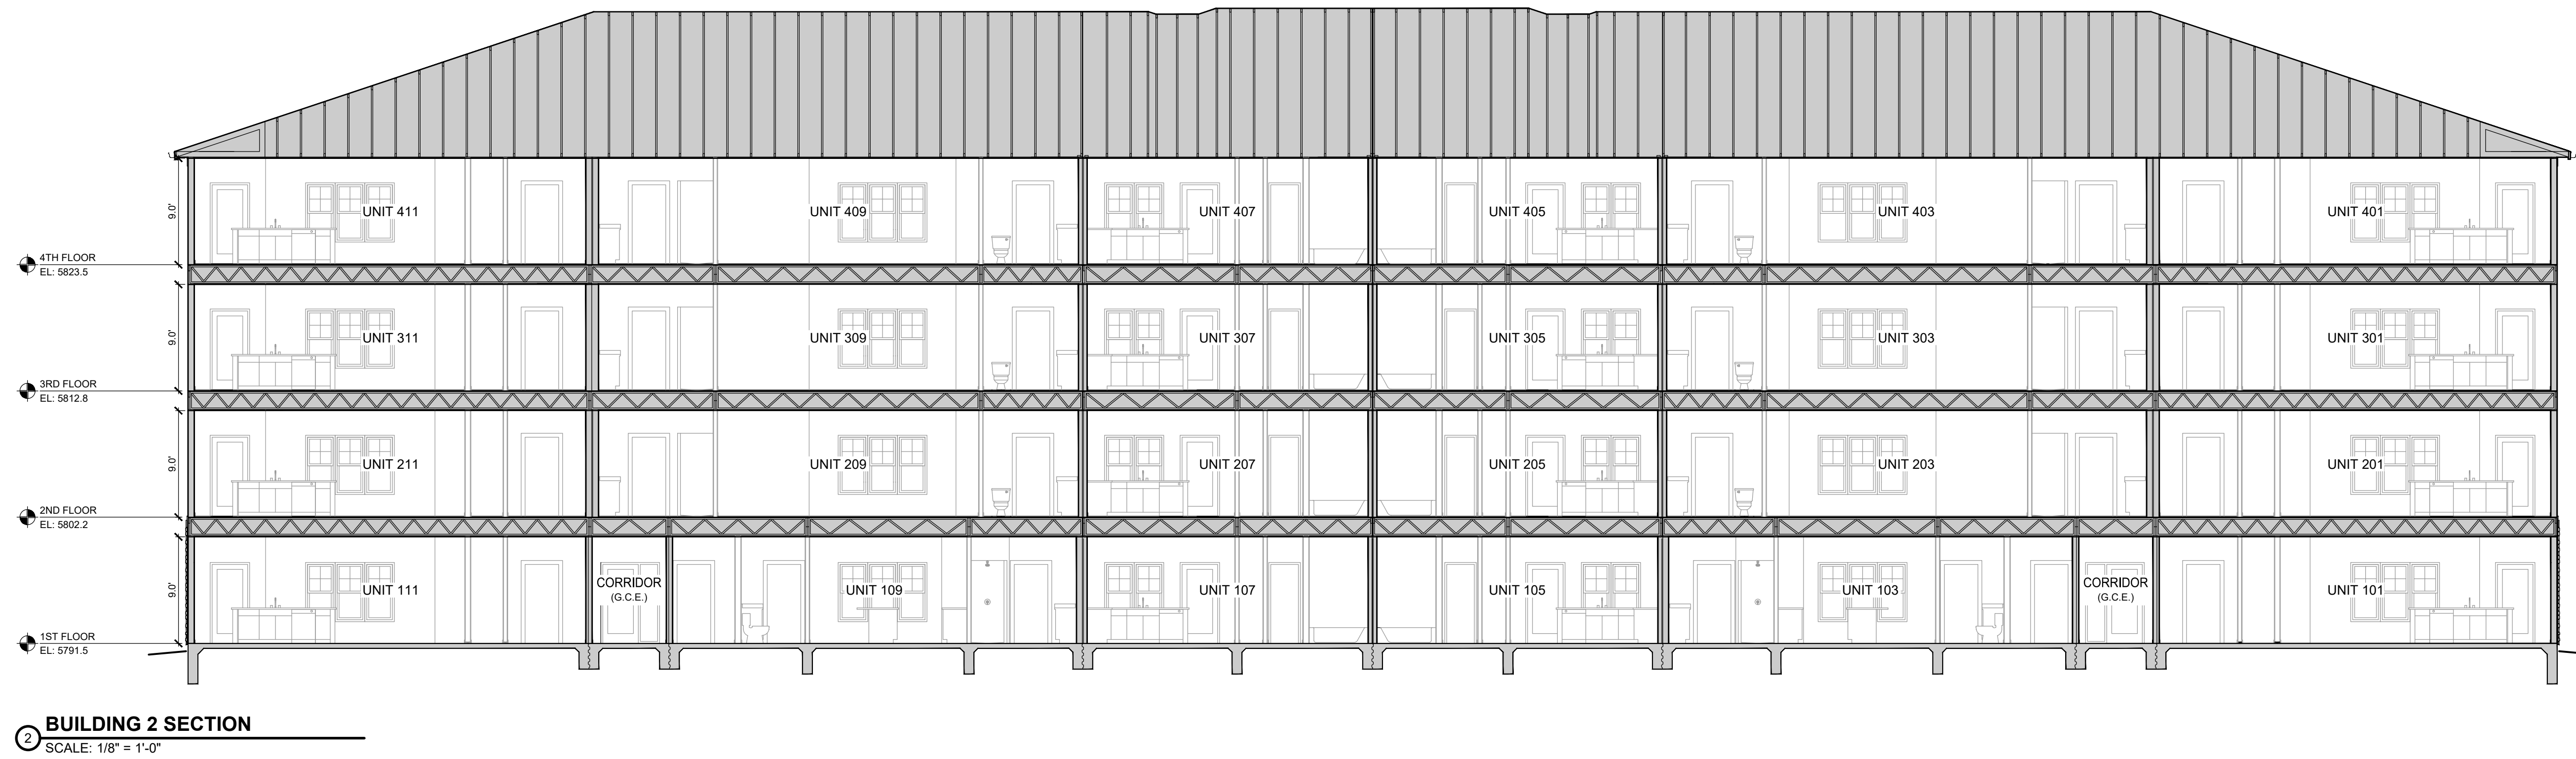 9.0'
UNIT 411
UNIT 409
UNIT 407
UNIT 405
UNIT 403
UNIT 401
4TH FLOOR
EL: 5823.5
9.0'
UNIT 311
UNIT 309
UNIT 307
UNIT 305
UNIT 303
UNIT 301
3RD FLOOR
EL: 5812.8
9.0'
UNIT 211
UNIT 209
UNIT 207
UNIT 205
UNIT 203
UNIT 201
2ND FLOOR
EL: 5802.2
9.0'
UNIT 111
CORRIDOR
(G.C.E.)
UNIT 109
UNIT 107
UNIT 105
UNIT 103
CORRIDOR
(G.C.E.)
UNIT 101
1ST FLOOR
EL: 5791.5
2
BUILDING 2 SECTION
SCALE: 1/8" = 1'-0"